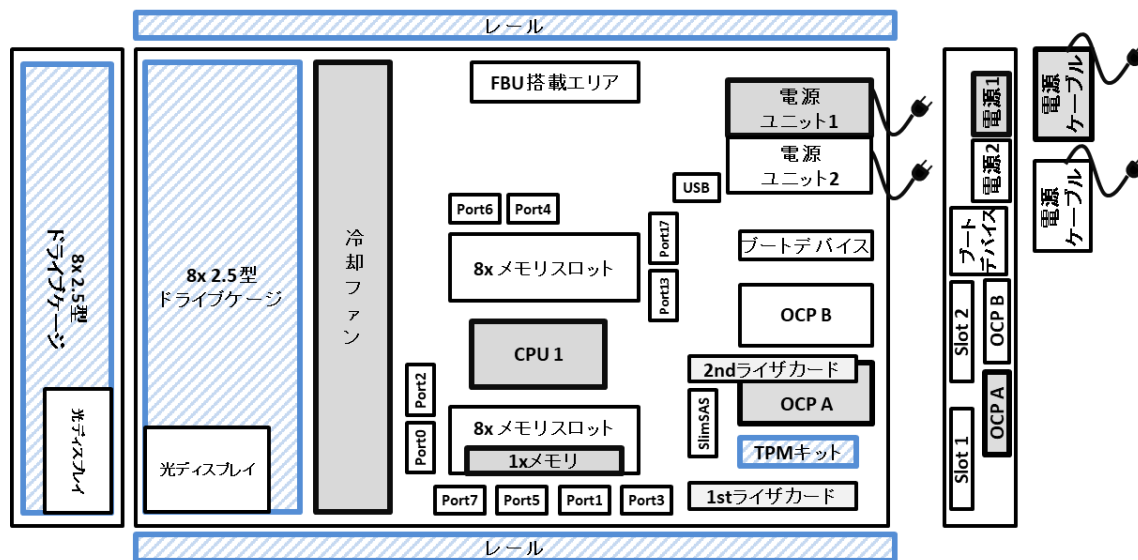 レール
8x 2.5型
ドライブケージ
光ディスプレイ
8x 2.5型
ドライブケージ
光ディスプレイ
冷却ファン
FBU搭載エリア
電源
ユニット1
電源
ユニット2
USB
Port6
Port4
Port17
8xメモリスロット
Port13
ブートデバイス
OCP B
CPU 1
2ndライザカード
OCP A
Port2
Port0
SlimSAS
8xメモリスロット
1xメモリ
TPMキット
Port7
Port5
Port1
Port3
1stライザカード
レール
電源1
電源2
ブート
デバイス
Slot 2
OCP B
Slot 1
OCP A
電源
ケーブル
電源
ケーブル